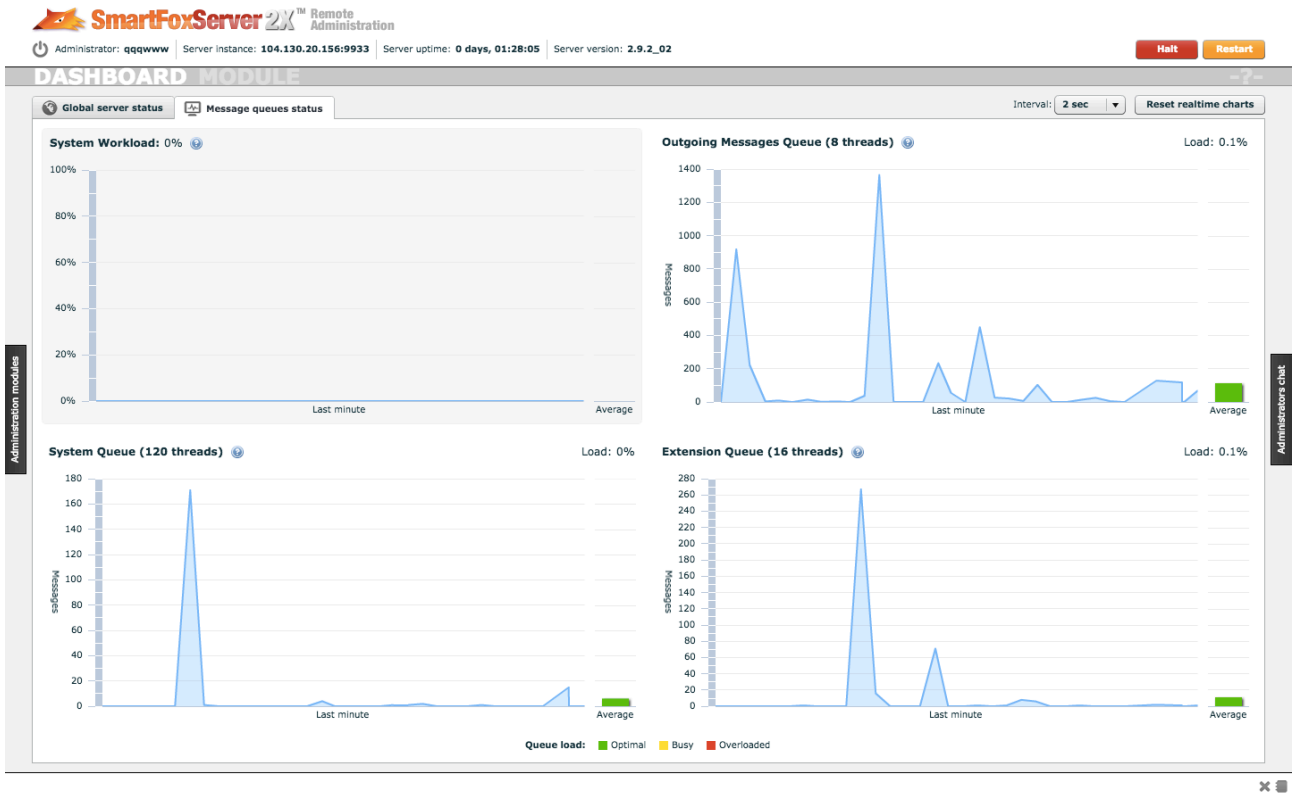 SmartFoxServer 2X™ Remote Administration
Administrator: qqqwww Server instance: 104.130.20.156:9933 Server uptime: 0 days, 01:28:05 Server version: 2.9.2_02 Halt Restart
DASHBOARD MODULE -?-
Global server status Message queues status Interval: 2 sec Reset realtime charts
System Workload: 0% ?
100%
80%
60%
40%
20%
0%
Last minute Average
Outgoing Messages Queue (8 threads) ? Load: 0.1%
Messages
1400
1200
1000
800
600
400
200
0
Last minute Average
System Queue (120 threads) ? Load: 0%
Messages
180
160
140
120
100
80
60
40
20
0
Last minute Average
Extension Queue (16 threads) ? Load: 0.1%
Messages
280
260
240
220
200
180
160
140
120
100
80
60
40
20
0
Last minute Average
Queue load: Optimal Busy Overloaded
Administration modules
Administrators chat